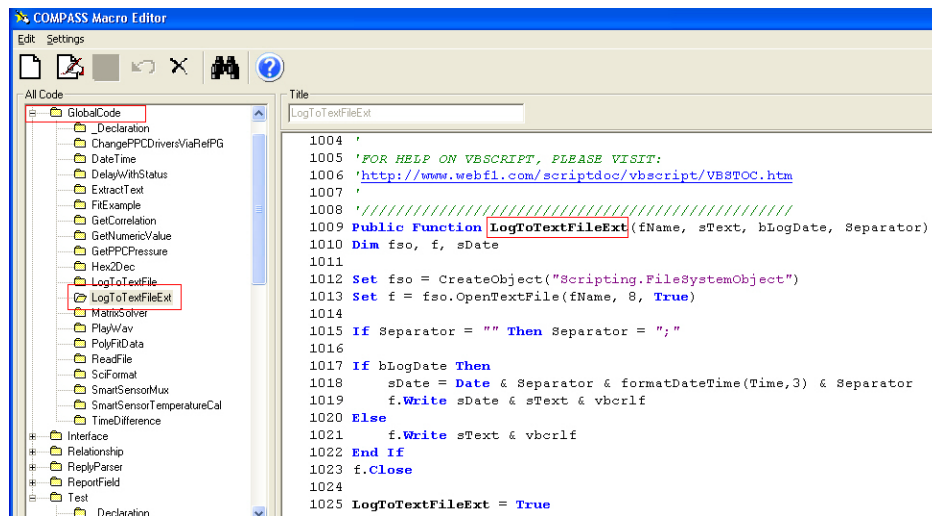 COMPASS Macro Editor
Edit Settings
All Code
GlobalCode
_Declaration
ChangePPCDriversViaRefPG
DateTime
DelayWithStatus
ExtractText
FitExample
GetCorrelation
GetNumericValue
GetPPCPressure
Hex2Dec
LogToTextFile
LogToTextFileExt
MatrixSolver
PlayWav
PolyFitData
ReadFile
SciFormat
SmartSensorMux
SmartSensorTemperatureCal
TimeDifference
Interface
Relationship
ReplyParser
ReportField
Test
_Declaration
Title
LogToTextFileExt
1004 '
1005 'FOR HELP ON VBSCRIPT, PLEASE VISIT:
1006 'http://www.webf1.com/scriptdoc/vbscript/VBSTOC.htm
1007 '
1008 '//////////////////////////////////////////////////
1009 Public Function LogToTextFileExt(fName, sText, bLogDate, Separator)
1010 Dim fso, f, sDate
1011
1012 Set fso = CreateObject("Scripting.FileSystemObject")
1013 Set f = fso.OpenTextFile(fName, 8, True)
1014
1015 If Separator = "" Then Separator = ";"
1016
1017 If bLogDate Then
1018 sDate = Date & Separator & formatDateTime(Time,3) & Separator
1019 f.Write sDate & sText & vbcrlf
1020 Else
1021 f.Write sText & vbcrlf
1022 End If
1023 f.Close
1024
1025 LogToTextFileExt = True